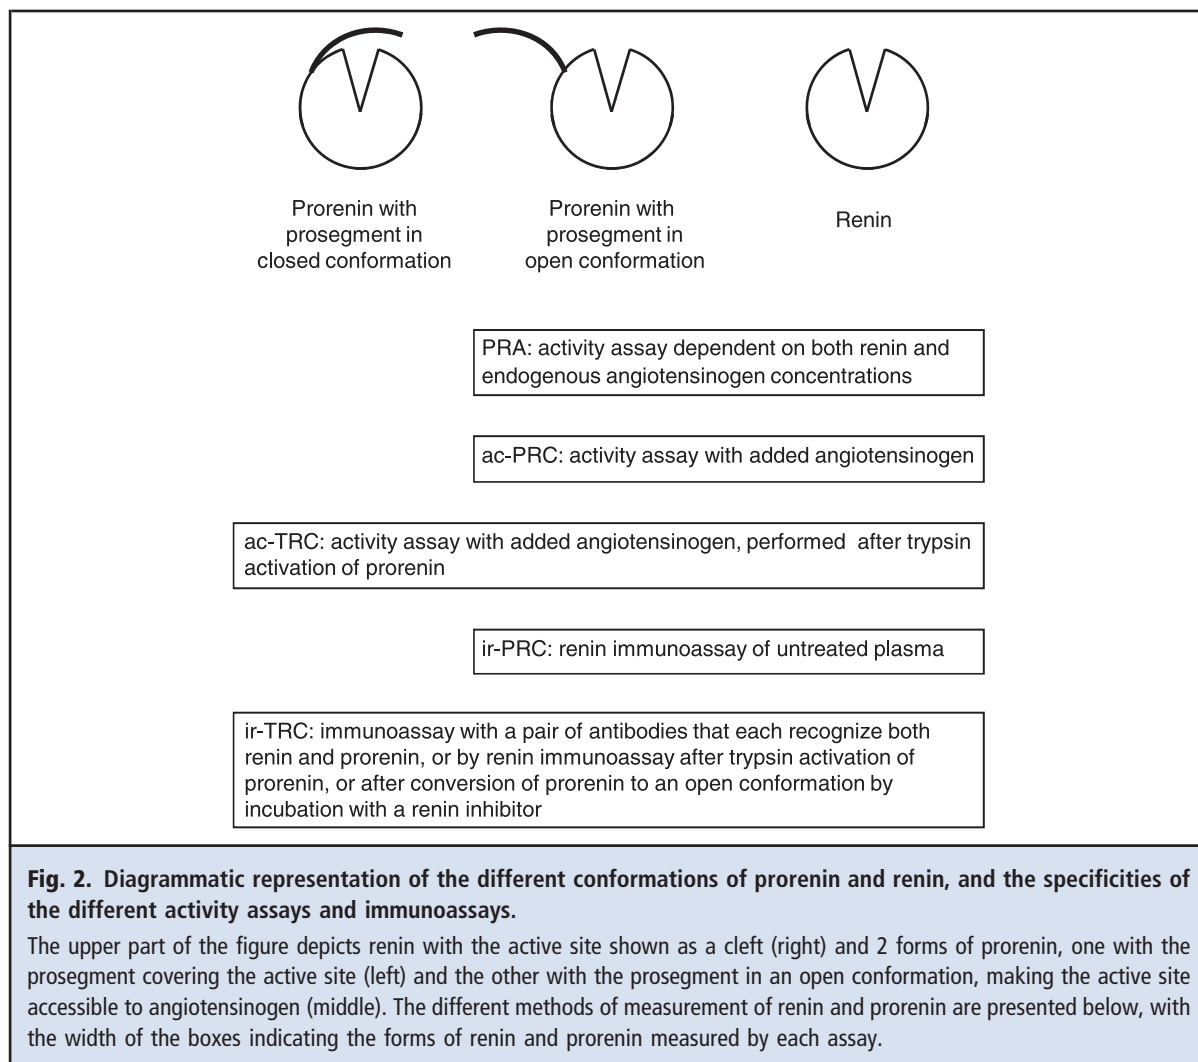 Prorenin with
prosegment in
closed conformation
Prorenin with
prosegment in
open conformation
Renin
PRA: activity assay dependent on both renin and
endogenous angiotensinogen concentrations
ac-PRC: activity assay with added angiotensinogen
ac-TRC: activity assay with added angiotensinogen, performed after trypsin
activation of prorenin
ir-PRC: renin immunoassay of untreated plasma
ir-TRC: immunoassay with a pair of antibodies that each recognize both
renin and prorenin, or by renin immunoassay after trypsin activation of
prorenin, or after conversion of prorenin to an open conformation by
incubation with a renin inhibitor
Fig. 2. Diagrammatic representation of the different conformations of prorenin and renin, and the specificities of
the different activity assays and immunoassays.
The upper part of the figure depicts renin with the active site shown as a cleft (right) and 2 forms of prorenin, one with the
prosegment covering the active site (left) and the other with the prosegment in an open conformation, making the active site
accessible to angiotensinogen (middle). The different methods of measurement of renin and prorenin are presented below, with
the width of the boxes indicating the forms of renin and prorenin measured by each assay.